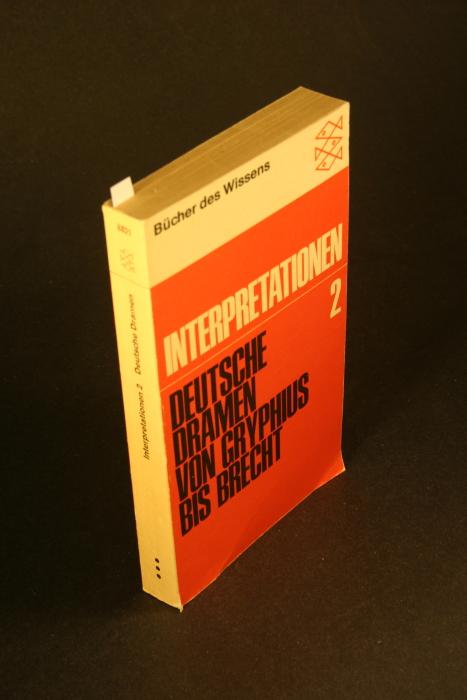 Bücher des Wissens
INTERPRETATIONEN
2
DEUTSCHE
DRAMEN
VON GRYPHIUS
BIS BRECHT
Interpretationen 2 Deutsche Dramen